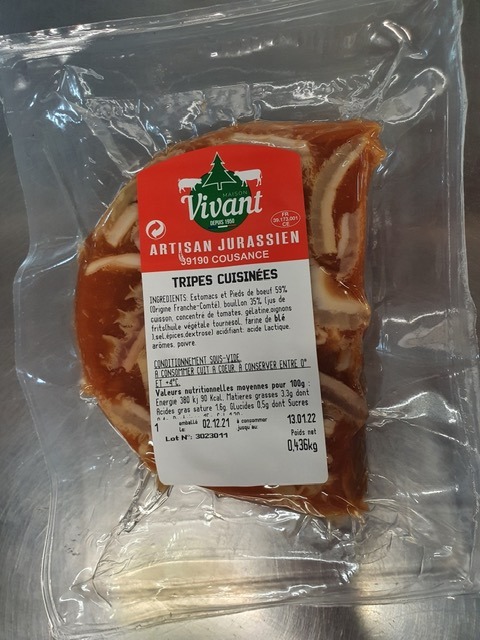 MAISON
Vivant
DEPUIS 1950
FR
39.173.001
CE
ARTISAN JURASSIEN
39190 COUSANCE
TRIPES CUISINÉES
INGREDIENTS: Estomacs et Pieds de boeuf 59%
(Origine Franche-Comté), bouillon 35% (jus de
cuisson, concentré de tomates, gelatine,oignons
frits(huile végétale tournesol, farine de blé
),sel,épices,dextrose) acidifiant: acide lactique,
arômes, poivre.
CONDITIONNEMENT SOUS-VIDE
A CONSOMMER CUIT A COEUR. A CONSERVER ENTRE 0°
ET +4°C.
Valeurs nutritionnelles moyennes pour 100g :
Energie 380 kj 90 Kcal, Matieres grasses 3.3g dont
Acides gras sature 1.6g, Glucides 0.5g dont Sucres
1 emballé le: 02.12.21 à consommer jusqu'au: 13.01.22
Lot N°: 3023011
Poids net
0,436kg